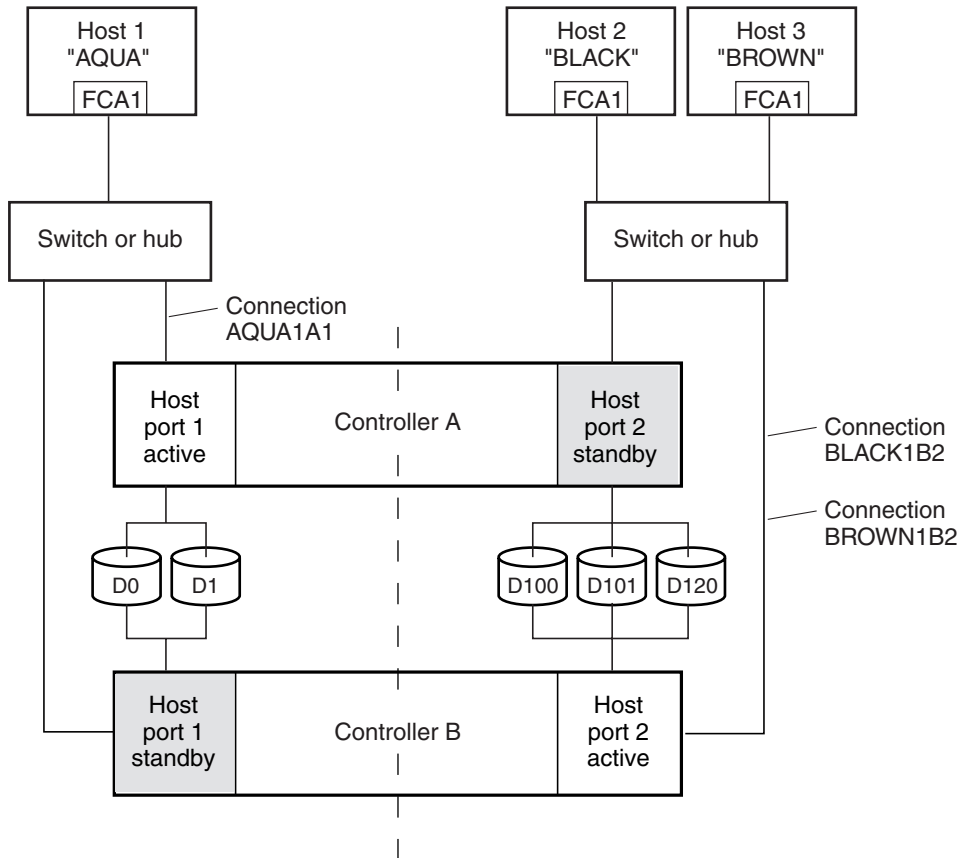 Host 1
"AQUA"
FCA1
Host 2
"BLACK"
FCA1
Host 3
"BROWN"
FCA1
Switch or hub
Switch or hub
Connection
AQUA1A1
Host
port 1
active
Controller A
Host
port 2
standby
Connection
BLACK1B2
Connection
BROWN1B2
D0
D1
D100
D101
D120
Host
port 1
standby
Controller B
Host
port 2
active